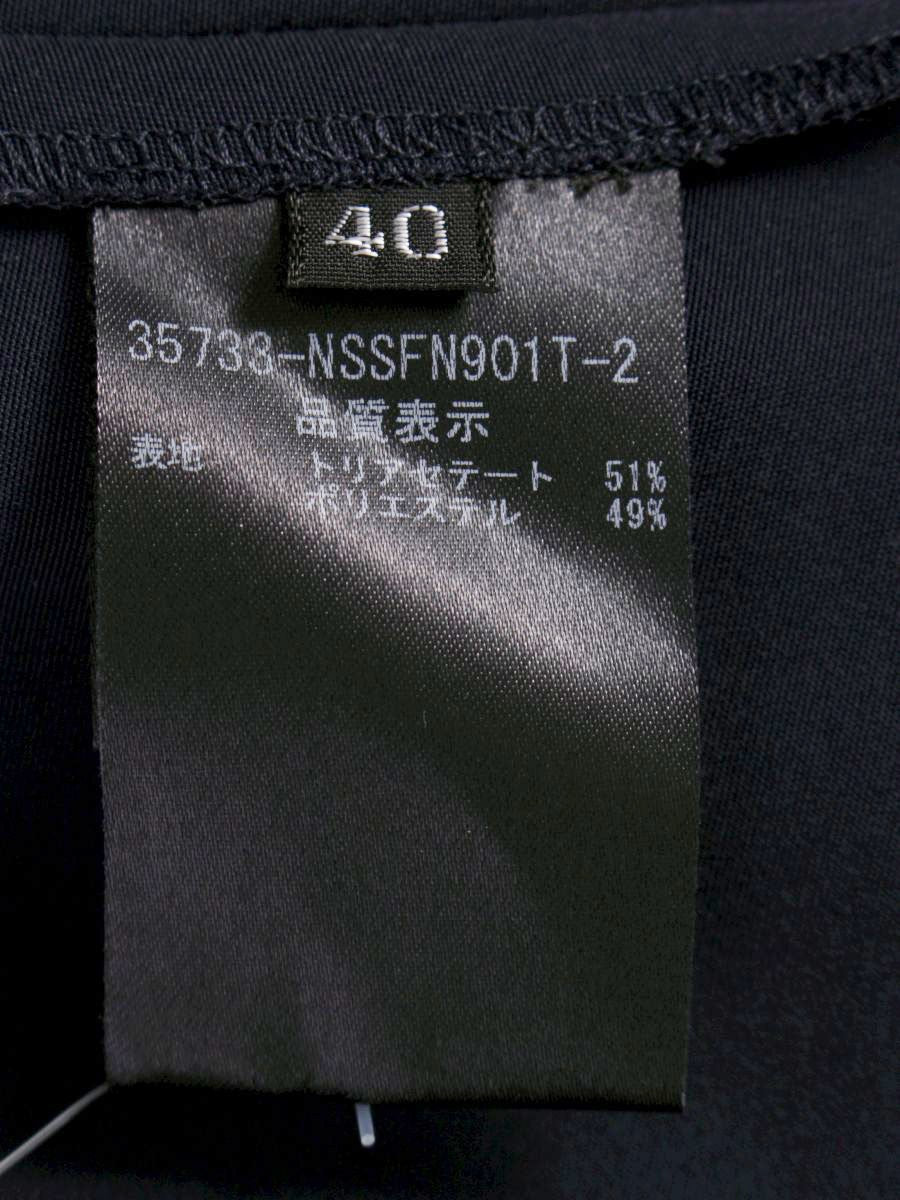 40
35733-NSSFN901T-2
品質表示
表地 トリアセテート 51%
ポリエステル 49%